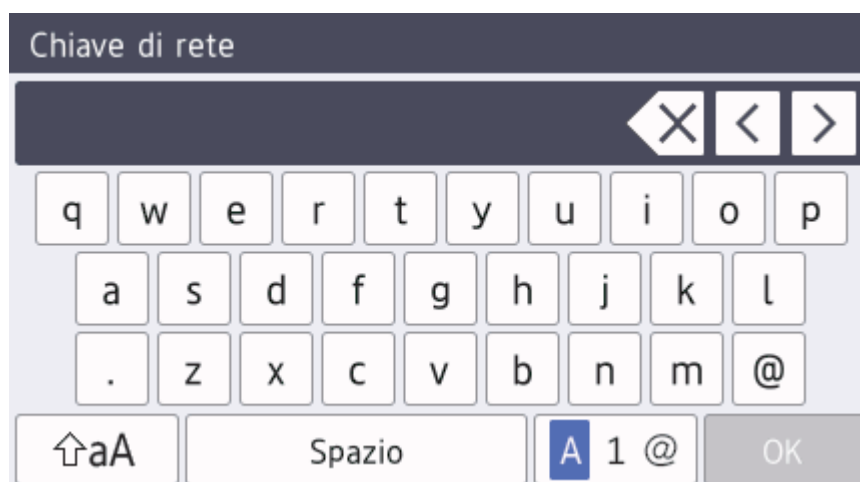 Chiave di rete
q w e r t y u i o p
a s d f g h j k l
. z x c v b n m @
aA Spazio A 1 @ OK